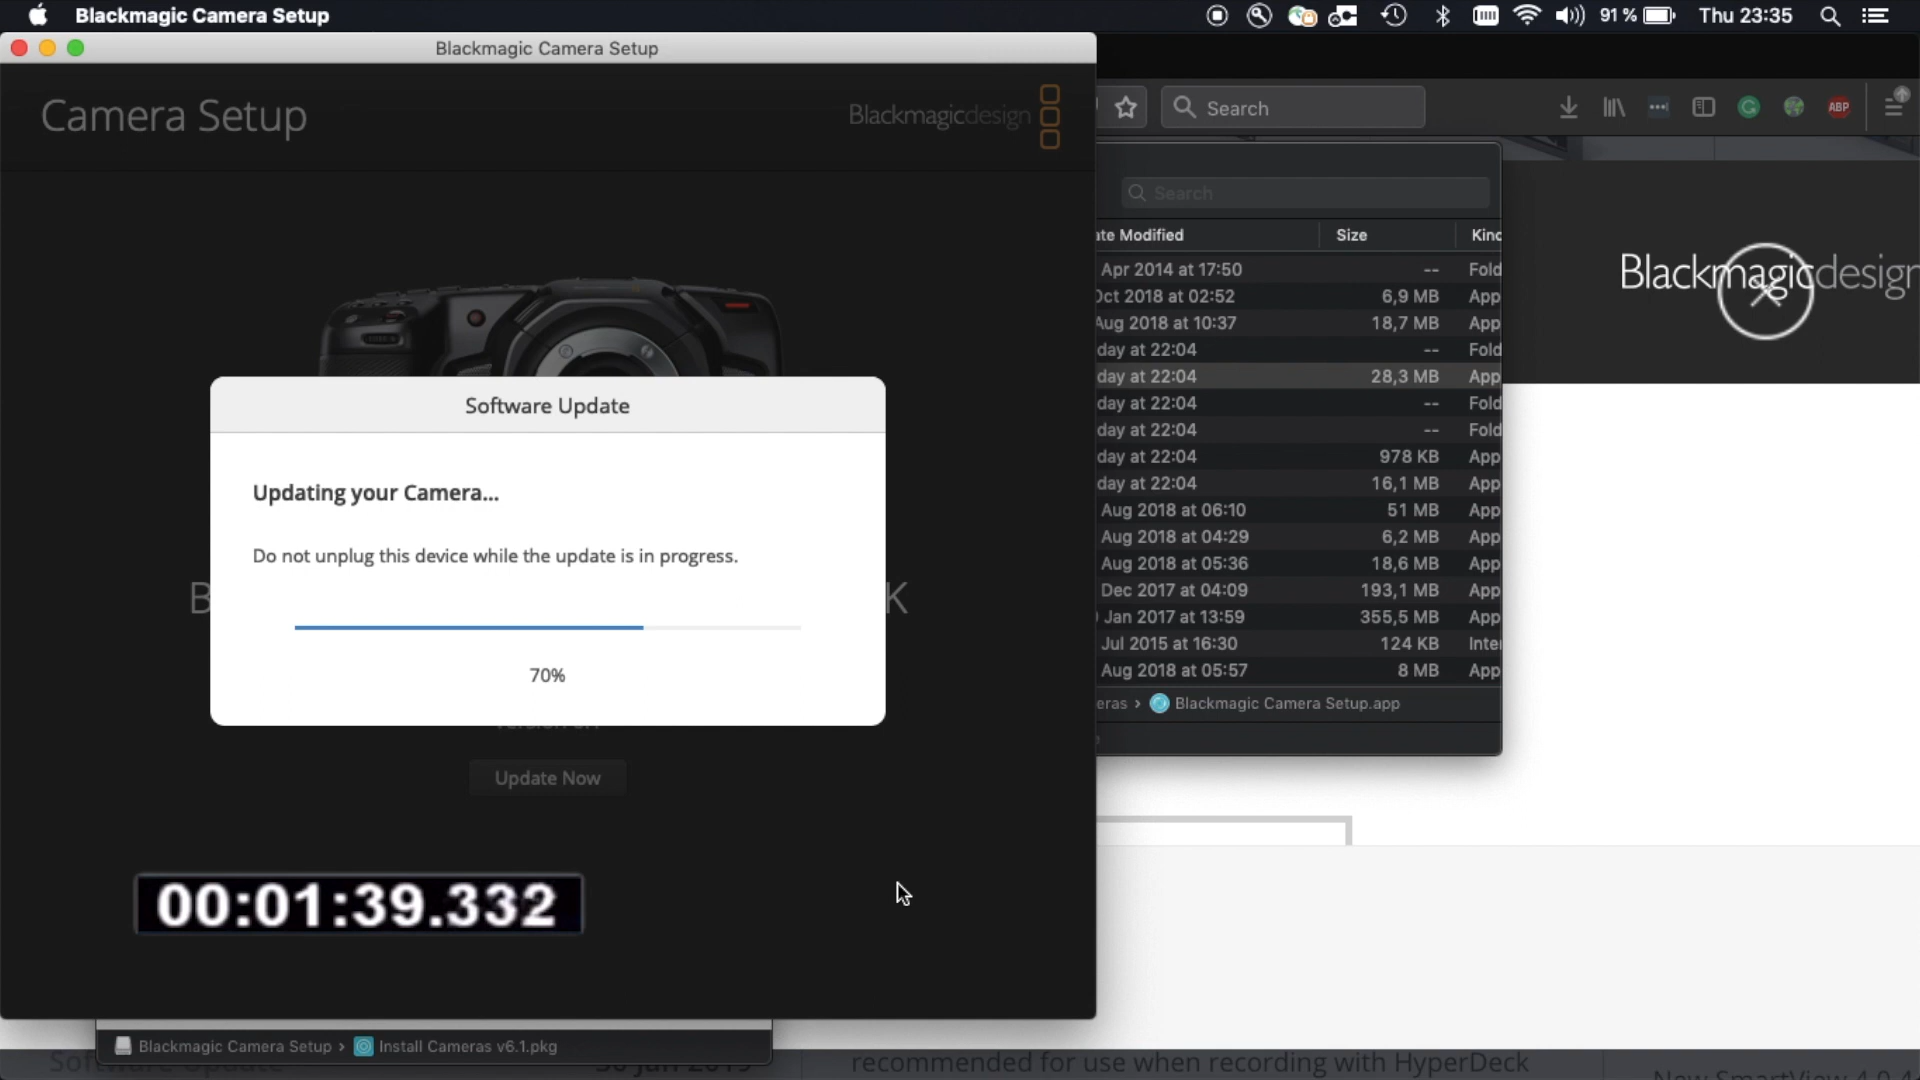 Blackmagic Camera Setup
91 %
Thu 23:35
Blackmagic Camera Setup
Camera Setup
Blackmagicdesign
Search
ABP
Search
ate Modified Size Kind
Apr 2014 at 17:50 -- Fold
Oct 2018 at 02:52 6,9 MB App
Aug 2018 at 10:37 18,7 MB App
day at 22:04 -- Fold
day at 22:04 28,3 MB App
day at 22:04 -- Fold
day at 22:04 -- Fold
day at 22:04 978 KB App
day at 22:04 16,1 MB App
Aug 2018 at 06:10 51 MB App
Aug 2018 at 04:29 6,2 MB App
Aug 2018 at 05:36 18,6 MB App
Dec 2017 at 04:09 193,1 MB App
Jan 2017 at 13:59 355,5 MB App
Jul 2015 at 16:30 124 KB Inte
Aug 2018 at 05:57 8 MB App
eras › Blackmagic Camera Setup.app
Blackmagicdesign
Software Update
Updating your Camera...
Do not unplug this device while the update is in progress.
B
K
70%
Update Now
00:01:39.332
Blackmagic Camera Setup › Install Cameras v6.1.pkg
Software Update
30 Jan 2019
recommended for use when recording with HyperDeck